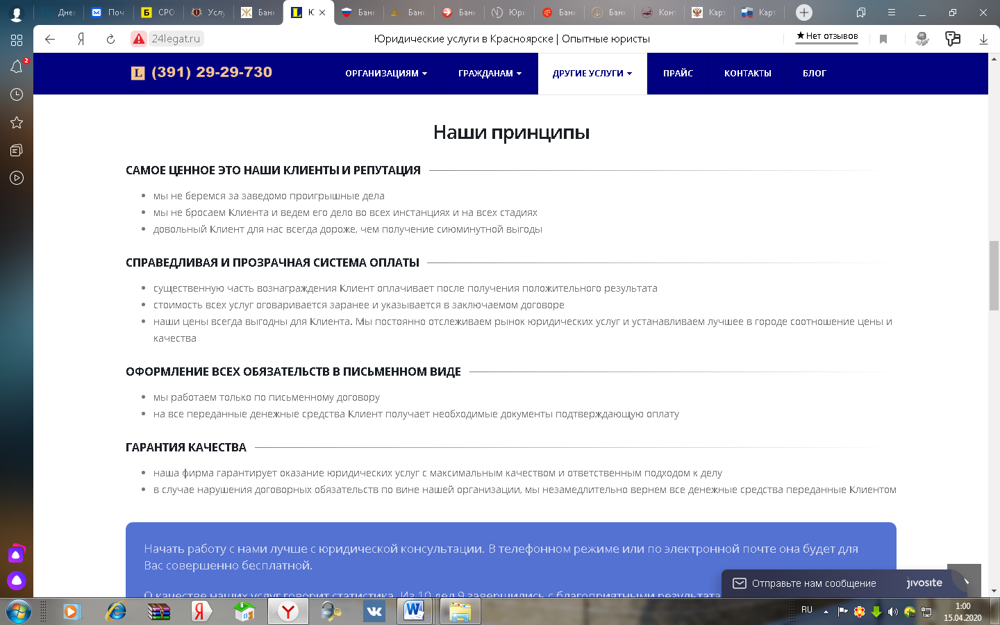 Днев
Поч
СРО
Услу
Банк
Ю
Банк
Банк
Банк
Юри
Банк
Банк
Конт
Карт
Карт
24legat.ru
Юридические услуги в Красноярске | Опытные юристы
★Нет отзывов
2
L (391) 29-29-730
ОРГАНИЗАЦИЯМ
ГРАЖДАНАМ
ДРУГИЕ УСЛУГИ
ПРАЙС
КОНТАКТЫ
БЛОГ
Наши принципы
САМОЕ ЦЕННОЕ ЭТО НАШИ КЛИЕНТЫ И РЕПУТАЦИЯ
мы не беремся за заведомо проигрышные дела
мы не бросаем Клиента и ведем его дело во всех инстанциях и на всех стадиях
довольный Клиент для нас всегда дороже, чем получение сиюминутной выгоды
СПРАВЕДЛИВАЯ И ПРОЗРАЧНАЯ СИСТЕМА ОПЛАТЫ
существенную часть вознаграждения Клиент оплачивает после получения положительного результата
стоимость всех услуг оговаривается заранее и указывается в заключаемом договоре
наши цены всегда выгодны для Клиента. Мы постоянно отслеживаем рынок юридических услуг и устанавливаем лучшее в городе соотношение цены и
качества
ОФОРМЛЕНИЕ ВСЕХ ОБЯЗАТЕЛЬСТВ В ПИСЬМЕННОМ ВИДЕ
мы работаем только по письменному договору
на все переданные денежные средства Клиент получает необходимые документы подтверждающую оплату
ГАРАНТИЯ КАЧЕСТВА
наша фирма гарантирует оказание юридических услуг с максимальным качеством и ответственным подходом к делу
в случае нарушения договорных обязательств по вине нашей организации, мы незамедлительно вернем все денежные средства переданные Клиентом
Начать работу с нами лучше с юридической консультации. В телефонном режиме или по электронной почте она будет для
Вас совершенно бесплатной.
О качестве наших услуг говорит статистика. Из 10 дел 9 завершились с благоприятными результата
Отправьте нам сообщение
jivosite
RU
1:00
15.04.2020